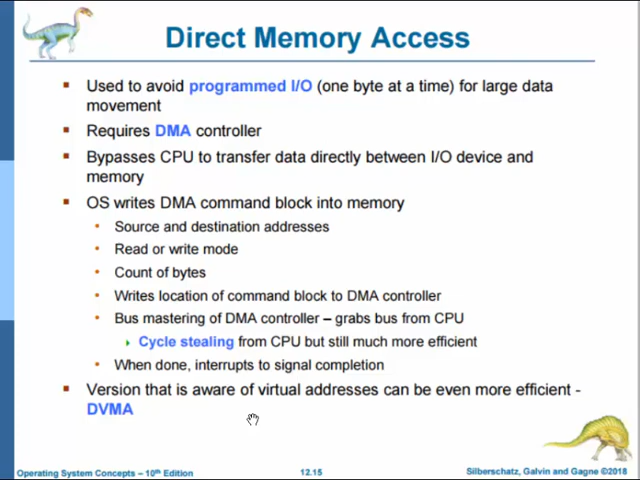 Direct Memory Access
Used to avoid programmed I/O (one byte at a time) for large data
movement
Requires DMA controller
Bypasses CPU to transfer data directly between I/O device and
memory
OS writes DMA command block into memory
Source and destination addresses
Read or write mode
Count of bytes
Writes location of command block to DMA controller
Bus mastering of DMA controller – grabs bus from CPU
Cycle stealing from CPU but still much more efficient
When done, interrupts to signal completion
Version that is aware of virtual addresses can be even more efficient -
DVMA
Operating System Concepts – 10th Edition
12.15
Silberschatz, Galvin and Gagne ©2018